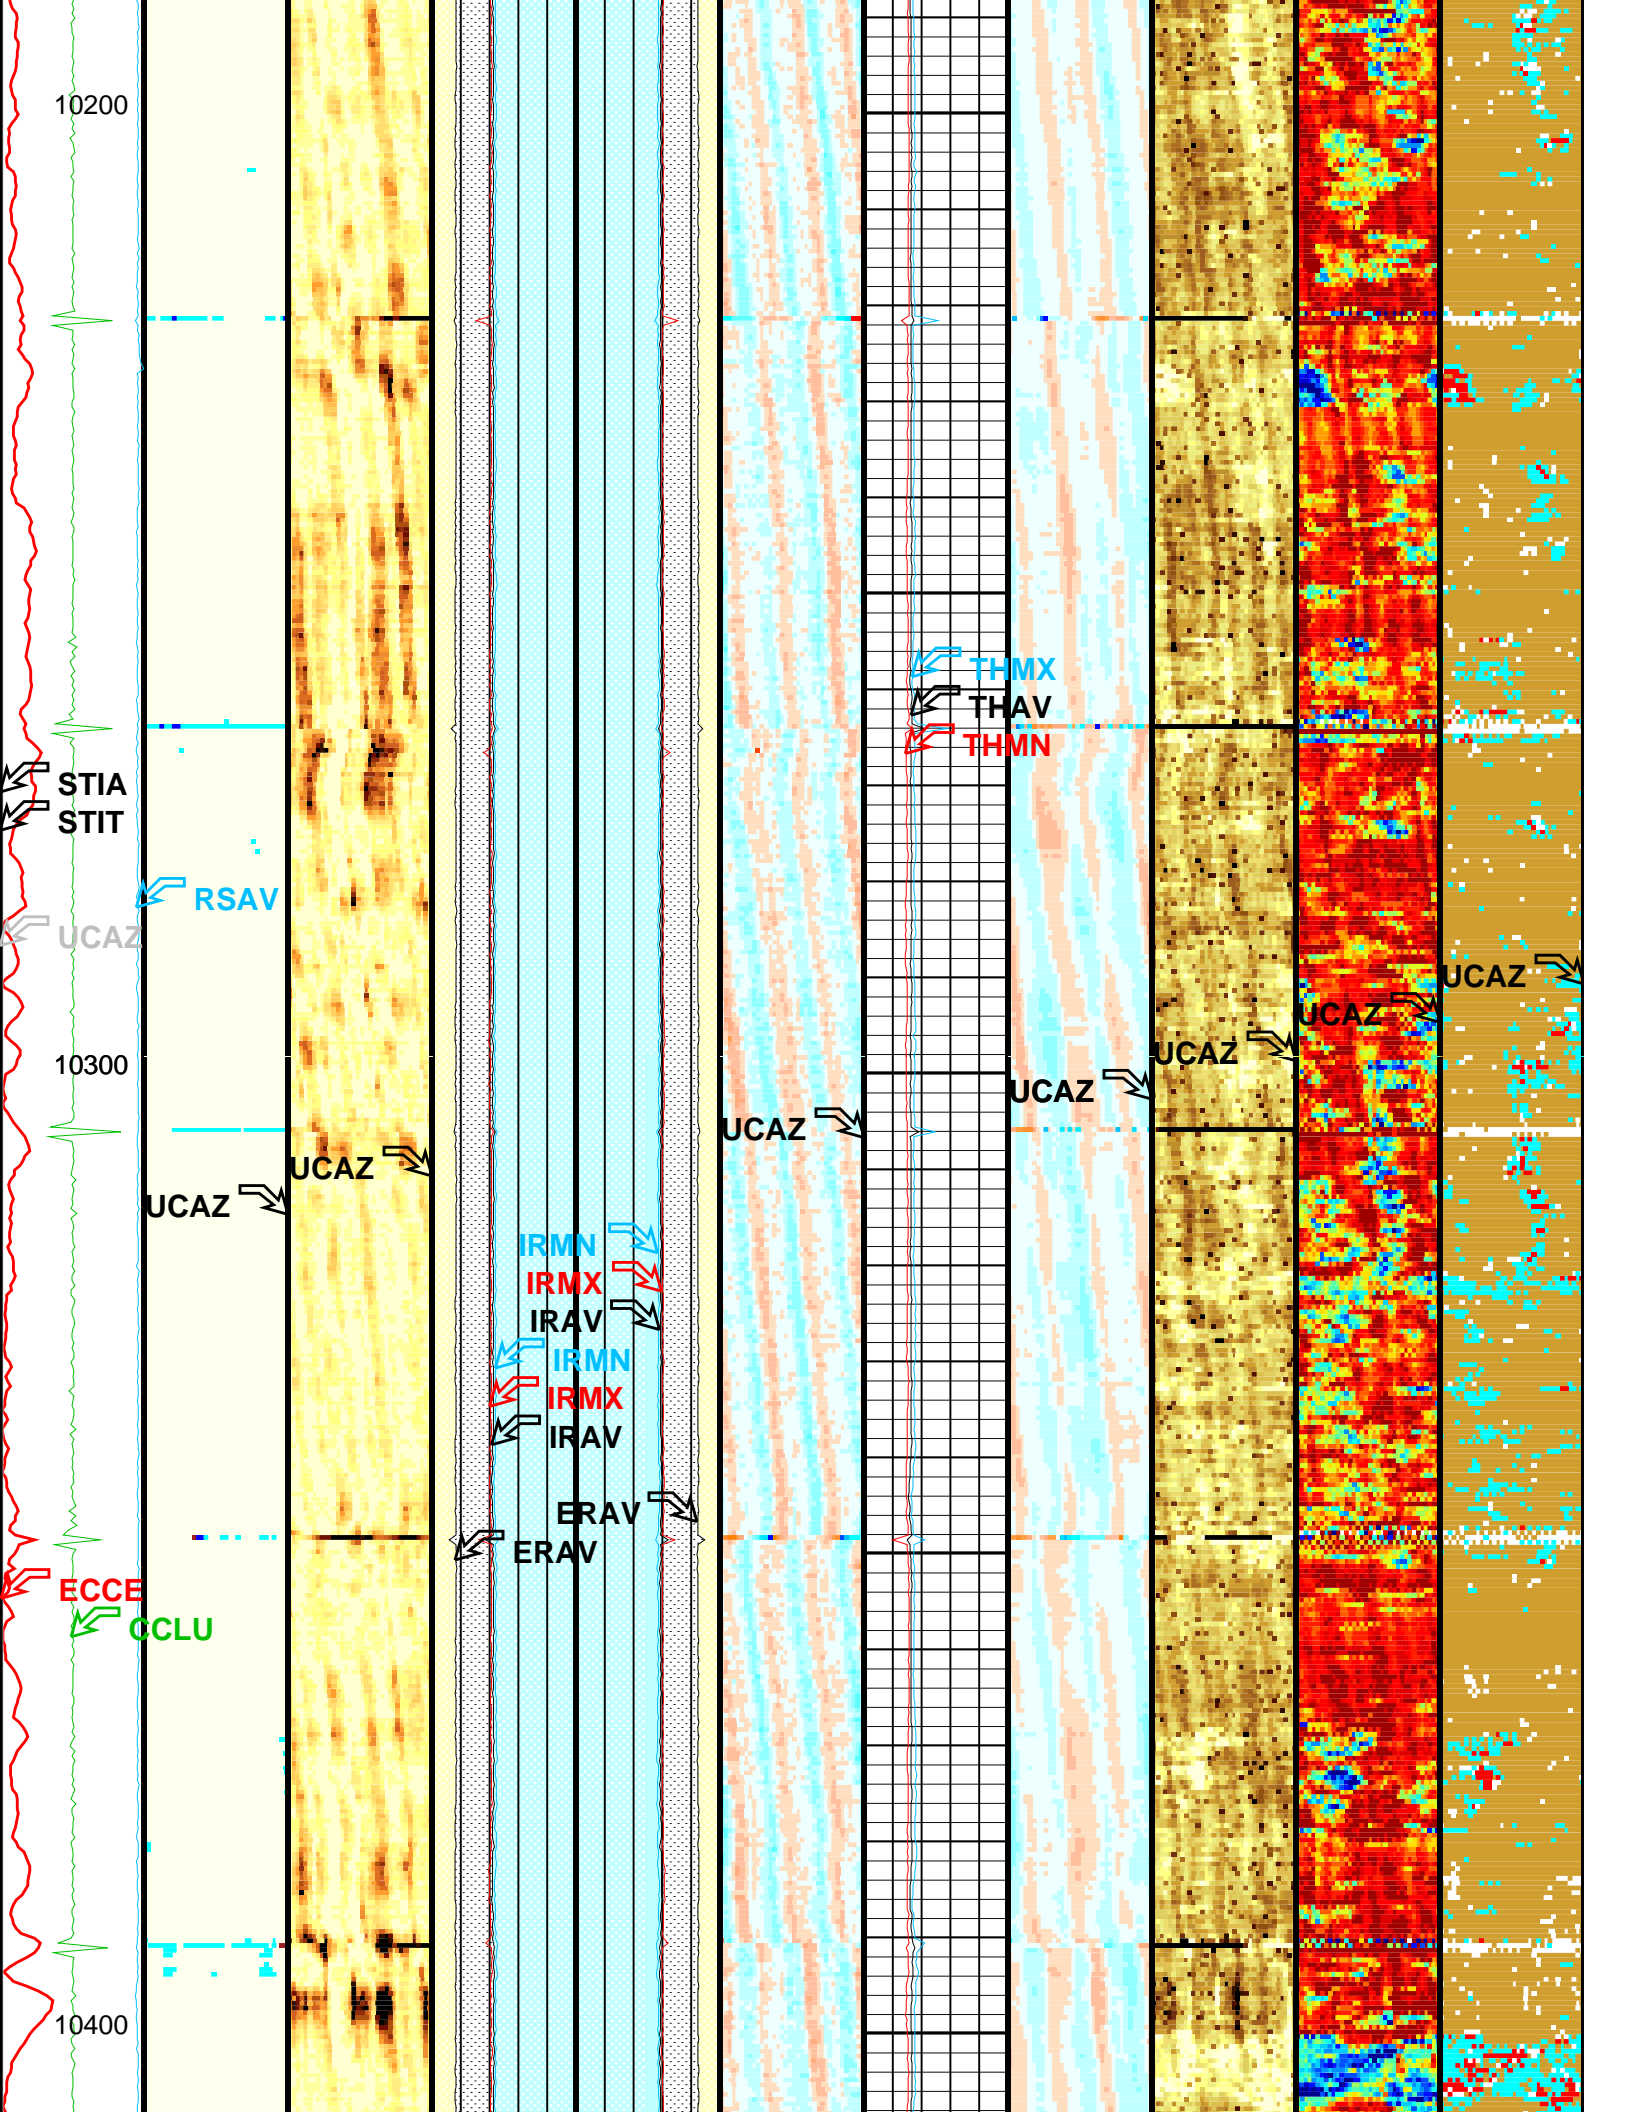 10200
THMX
THAV
THMN
STIA
STIT
RSAV
UCAZ
UCAZ
UCAZ
UCAZ
10300
UCAZ
UCAZ
UCAZ
UCAZ
IRMN
IRMX
IRAV
IRMN
IRMX
IRAV
ERAV
ERAV
ECCE
CCLU
10400